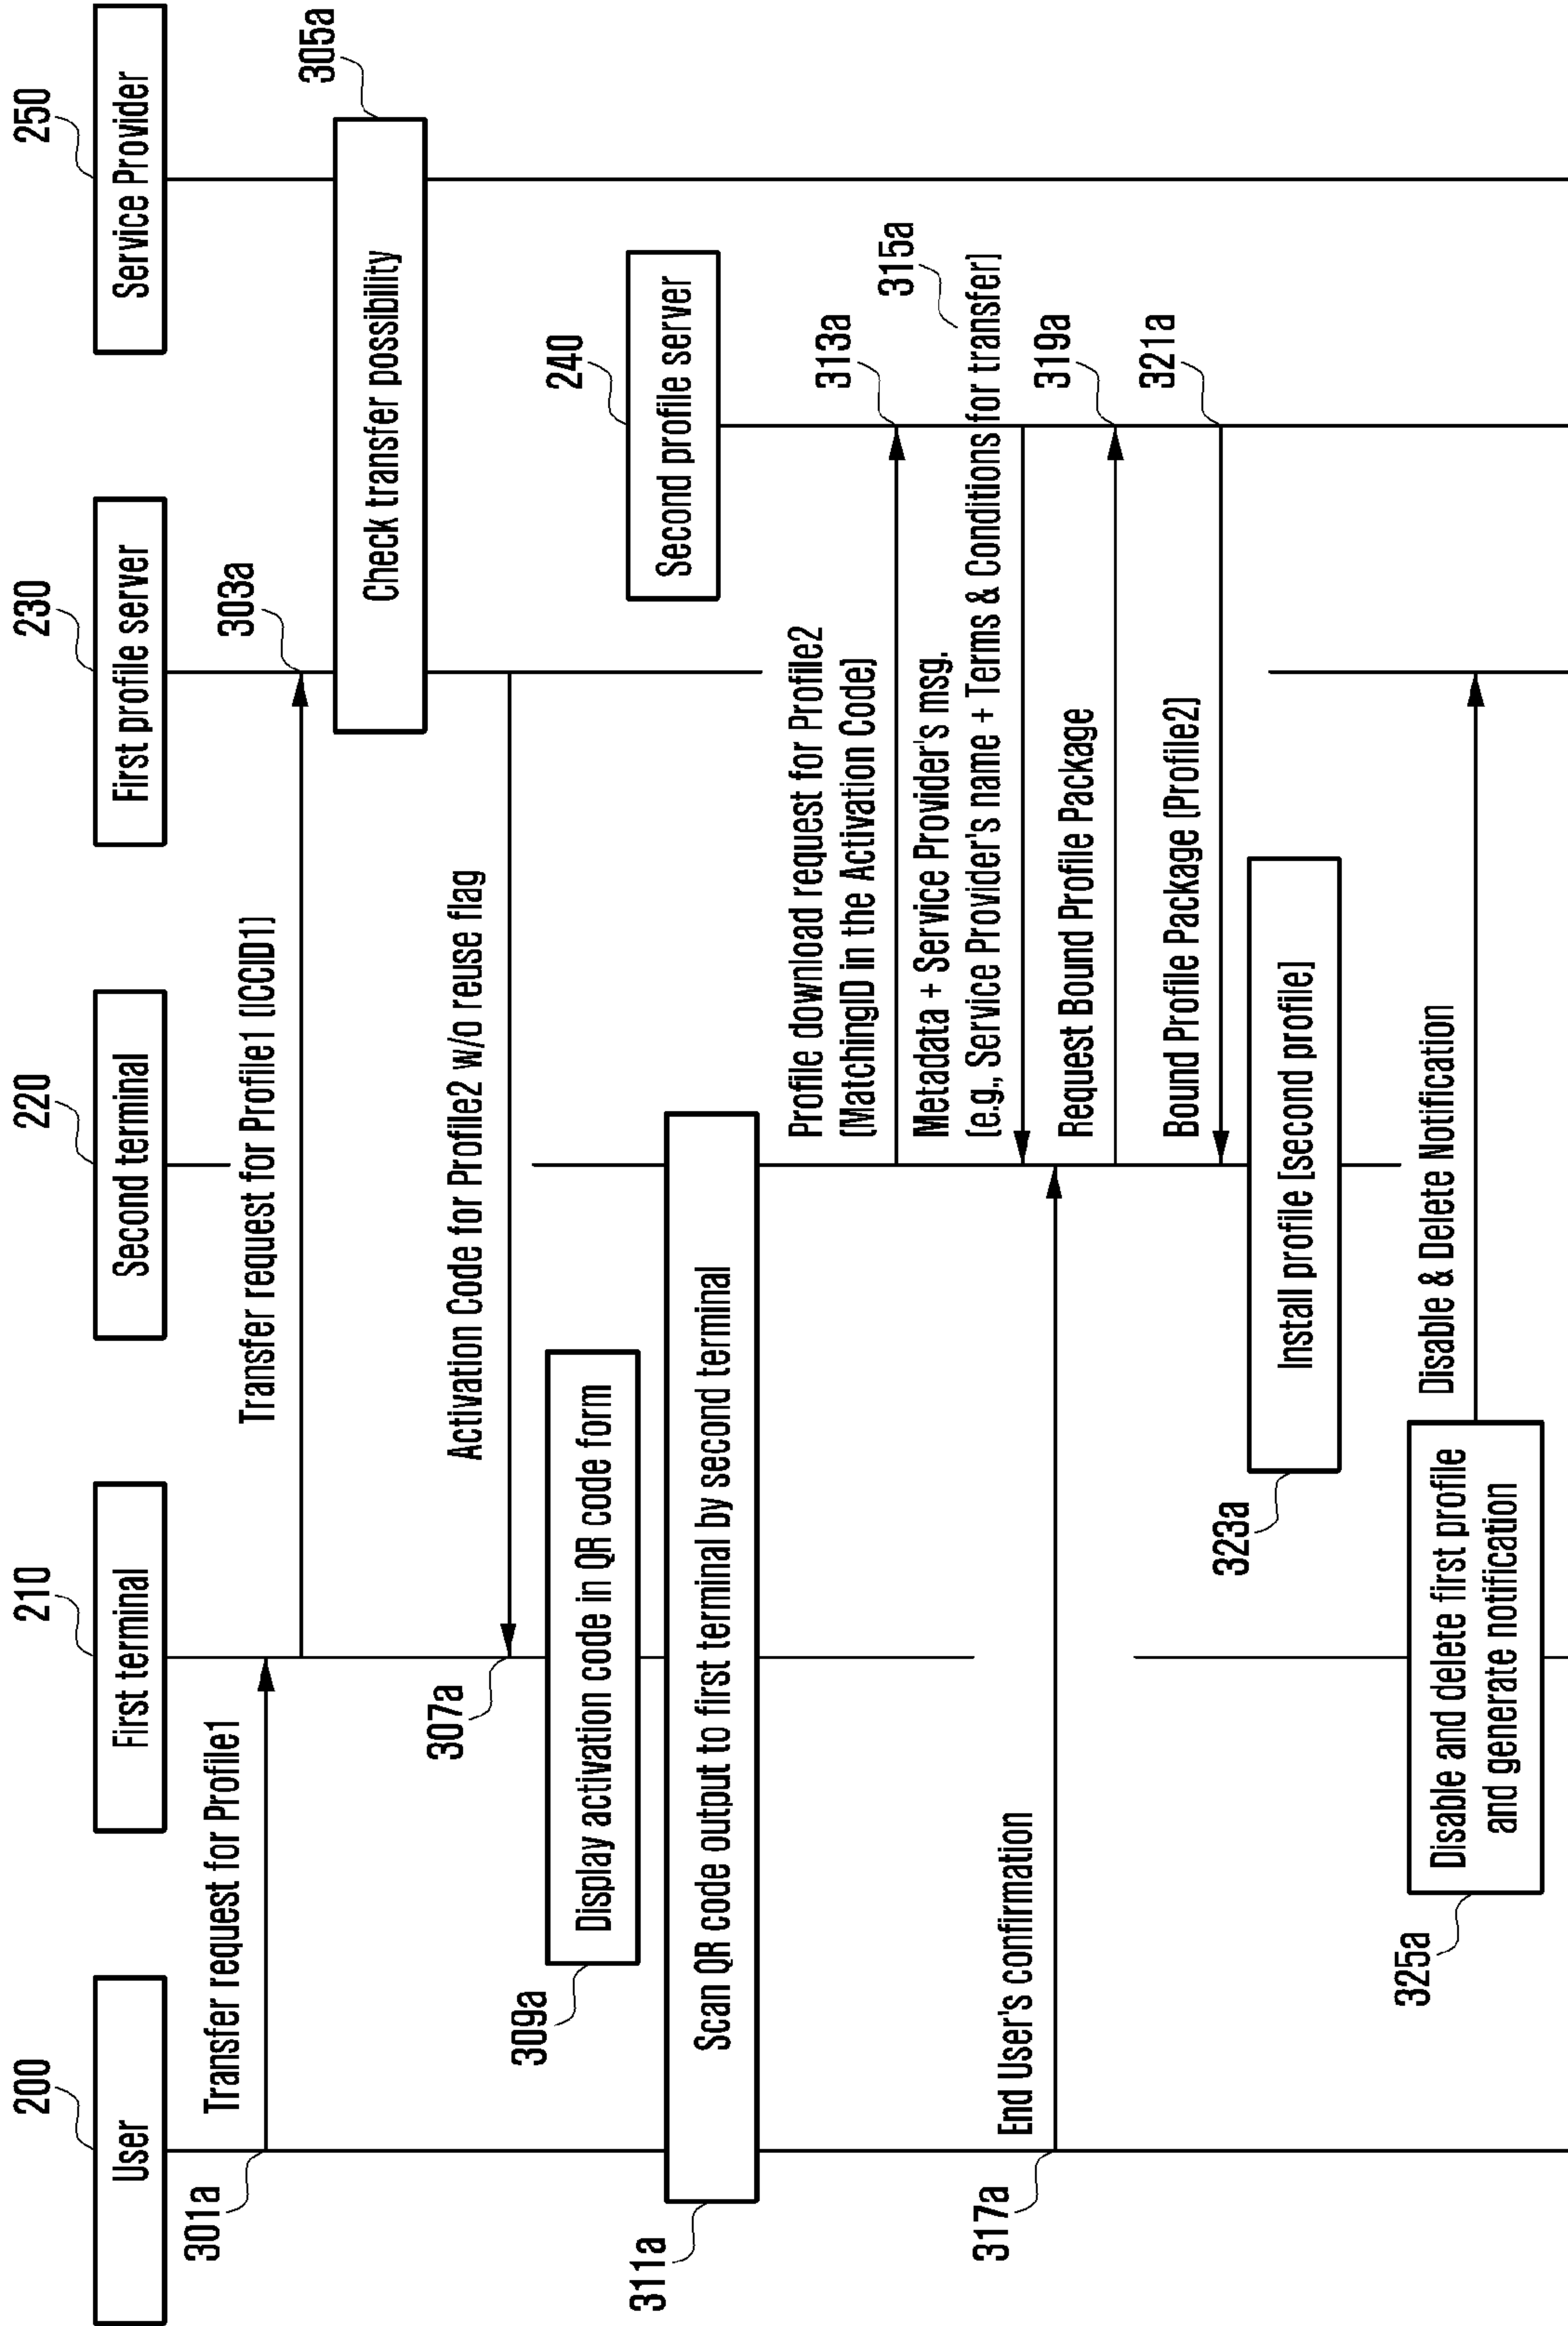 200
210
220
230
250
User
First terminal
Second terminal
First profile server
Service Provider
301a
Transfer request for Profile1
Transfer request for Profile1 (ICCID1)
303a
305a
Check transfer possibility
307a
Activation Code for Profile2 w/o reuse flag
309a
Display activation code in QR code form
240
Second profile server
311a
Scan QR code output to first terminal by second terminal
Profile download request for Profile2
(MatchingID in the Activation Code)
313a
Metadata + Service Provider's msg.
(e.g., Service Provider's name + Terms & Conditions for transfer)
315a
317a
End User's confirmation
Request Bound Profile Package
319a
Bound Profile Package (Profile2)
321a
323a
Install profile (second profile)
325a
Disable and delete first profile
and generate notification
Disable & Delete Notification